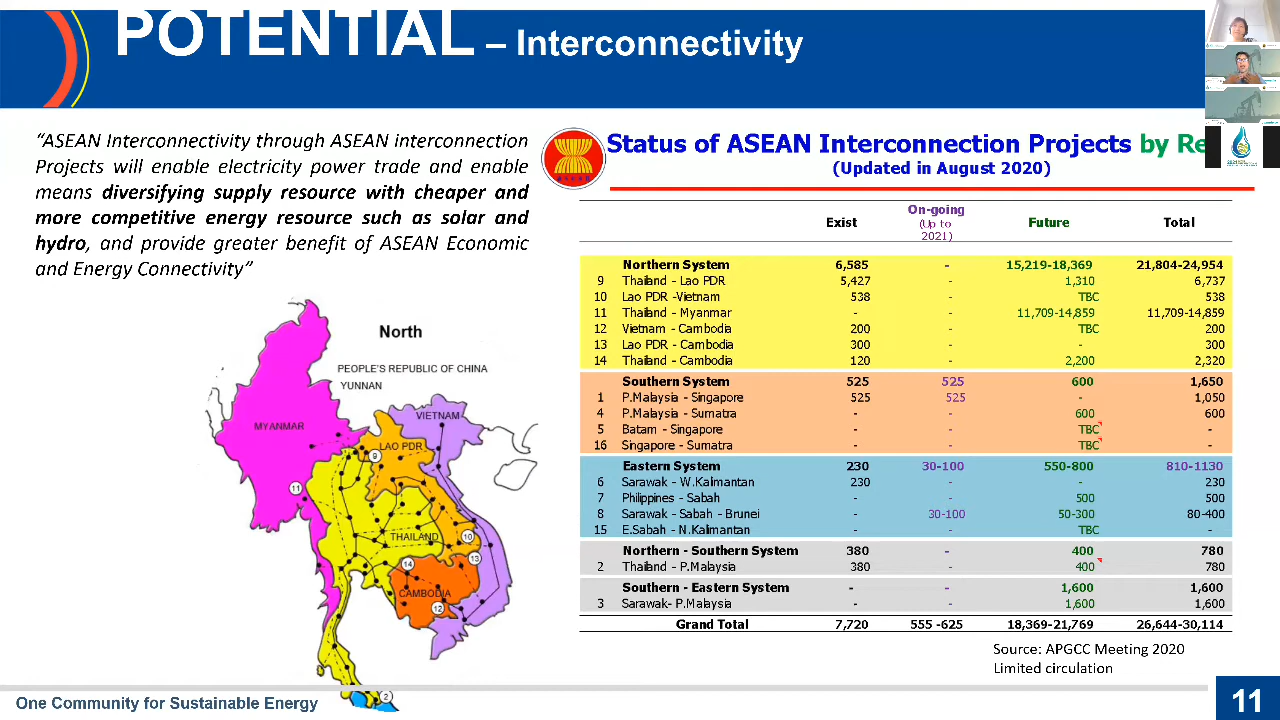 POTENTIAL – Interconnectivity
“ASEAN Interconnectivity through ASEAN interconnection
Projects will enable electricity power trade and enable
means diversifying supply resource with cheaper and
more competitive energy resource such as solar and
hydro, and provide greater benefit of ASEAN Economic
and Energy Connectivity”
North
PEOPLE'S REPUBLIC OF CHINA
YUNNAN
MYANMAR
VIETNAM
LAO PDR
9
11
THAILAND
10
13
14
CAMBODIA
12
2
Status of ASEAN Interconnection Projects by Re
(Updated in August 2020)
Exist On-going (Up to 2021) Future Total
Northern System 6,585 - 15,219-18,369 21,804-24,954
9 Thailand - Lao PDR 5,427 - 1,310 6,737
10 Lao PDR -Vietnam 538 - TBC 538
11 Thailand - Myanmar - - 11,709-14,859 11,709-14,859
12 Vietnam - Cambodia 200 - TBC 200
13 Lao PDR - Cambodia 300 - - 300
14 Thailand - Cambodia 120 - 2,200 2,320
Southern System 525 525 600 1,650
1 P.Malaysia - Singapore 525 525 - 1,050
4 P.Malaysia - Sumatra - - 600 600
5 Batam - Singapore - - TBC -
16 Singapore - Sumatra - - TBC -
Eastern System 230 30-100 550-800 810-1130
6 Sarawak - W.Kalimantan 230 - - 230
7 Philippines - Sabah - - 500 500
8 Sarawak - Sabah - Brunei - 30-100 50-300 80-400
15 E.Sabah - N.Kalimantan - - TBC -
Northern - Southern System 380 - 400 780
2 Thailand - P.Malaysia 380 - 400 780
Southern - Eastern System - - 1,600 1,600
3 Sarawak- P.Malaysia - - 1,600 1,600
Grand Total 7,720 555 -625 18,369-21,769 26,644-30,114
Source: APGCC Meeting 2020
Limited circulation
One Community for Sustainable Energy
11